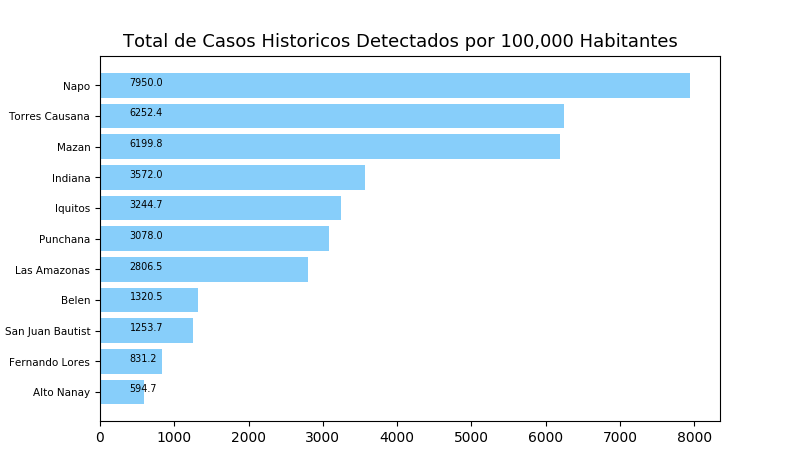 Total de Casos Historicos Detectados por 100,000 Habitantes
Napo 7950.0
Torres Causana 6252.4
Mazan 6199.8
Indiana 3572.0
Iquitos 3244.7
Punchana 3078.0
Las Amazonas 2806.5
Belen 1320.5
San Juan Bautist 1253.7
Fernando Lores 831.2
Alto Nanay 594.7
0 1000 2000 3000 4000 5000 6000 7000 8000